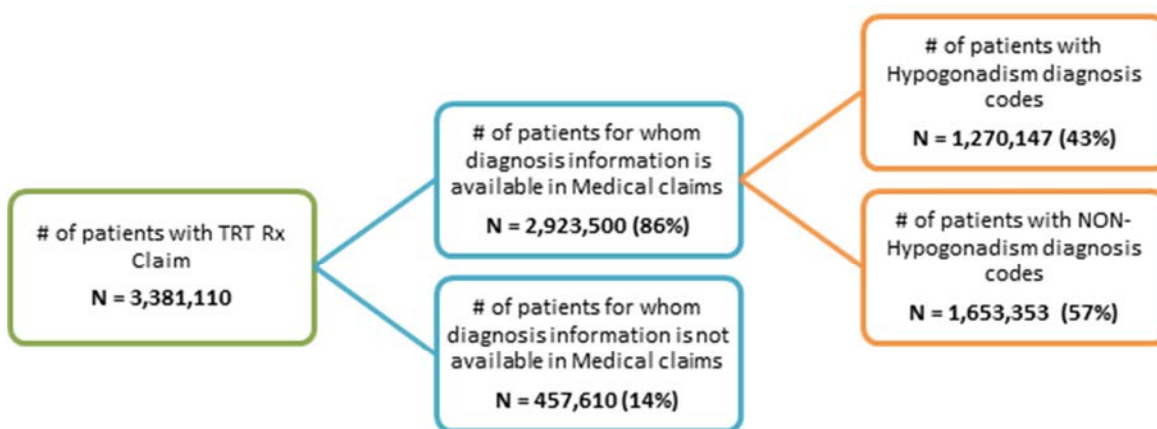 # of patients with TRT Rx
Claim
N = 3,381,110
# of patients for whom
diagnosis information is
available in Medical claims
N = 2,923,500 (86%)
# of patients for whom
diagnosis information is not
available in Medical claims
N = 457,610 (14%)
# of patients with
Hypogonadism diagnosis
codes
N = 1,270,147 (43%)
# of patients with NON-
Hypogonadism diagnosis
codes
N = 1,653,353 (57%)